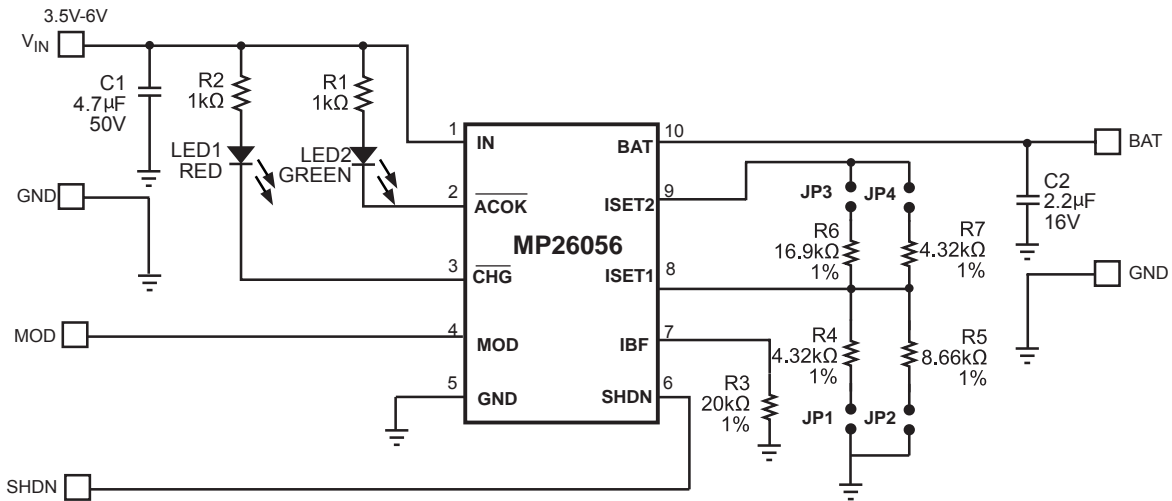 3.5V-6V
VIN
C1
4.7µF
50V
R2
1kΩ
R1
1kΩ
LED1
RED
LED2
GREEN
GND
MOD
SHDN
1
IN
2
ACOK
3
CHG
4
MOD
5
GND
MP26056
10
BAT
9
ISET2
8
ISET1
7
IBF
6
SHDN
JP3
JP4
R6
16.9kΩ
1%
R7
4.32kΩ
1%
R4
4.32kΩ
1%
R5
8.66kΩ
1%
R3
20kΩ
1%
JP1
JP2
BAT
C2
2.2µF
16V
GND